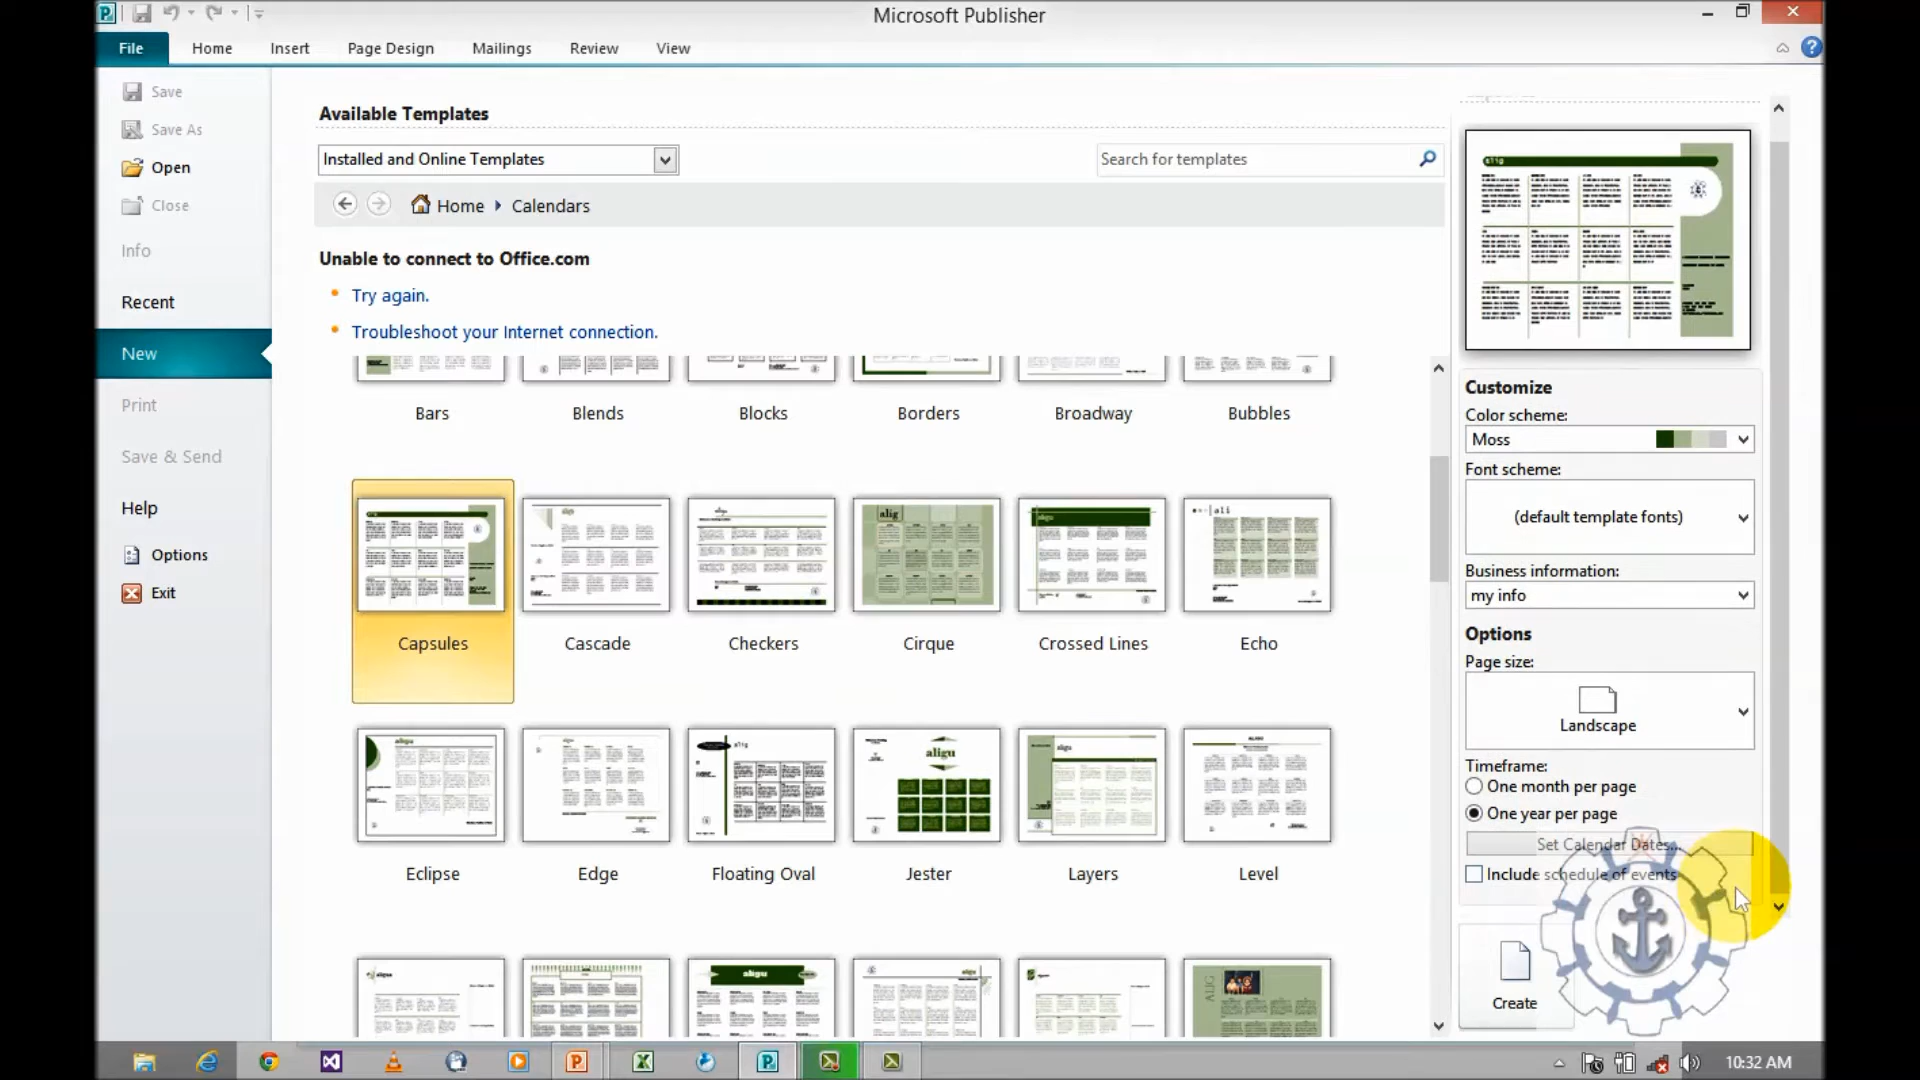 Microsoft Publisher
File Home Insert Page Design Mailings Review View
Save
Save As
Open
Close
Info
Recent
New
Print
Save & Send
Help
Options
Exit
Available Templates
Installed and Online Templates
Search for templates
Home Calendars
Unable to connect to Office.com
Try again.
Troubleshoot your Internet connection.
Bars Blends Blocks Borders Broadway Bubbles
Capsules Cascade Checkers Cirque Crossed Lines Echo
Eclipse Edge Floating Oval Jester Layers Level
Customize
Color scheme:
Moss
Font scheme:
(default template fonts)
Business information:
my info
Options
Page size:
Landscape
Timeframe:
One month per page
One year per page
Set Calendar Dates...
Include schedule of events
Create
10:32 AM